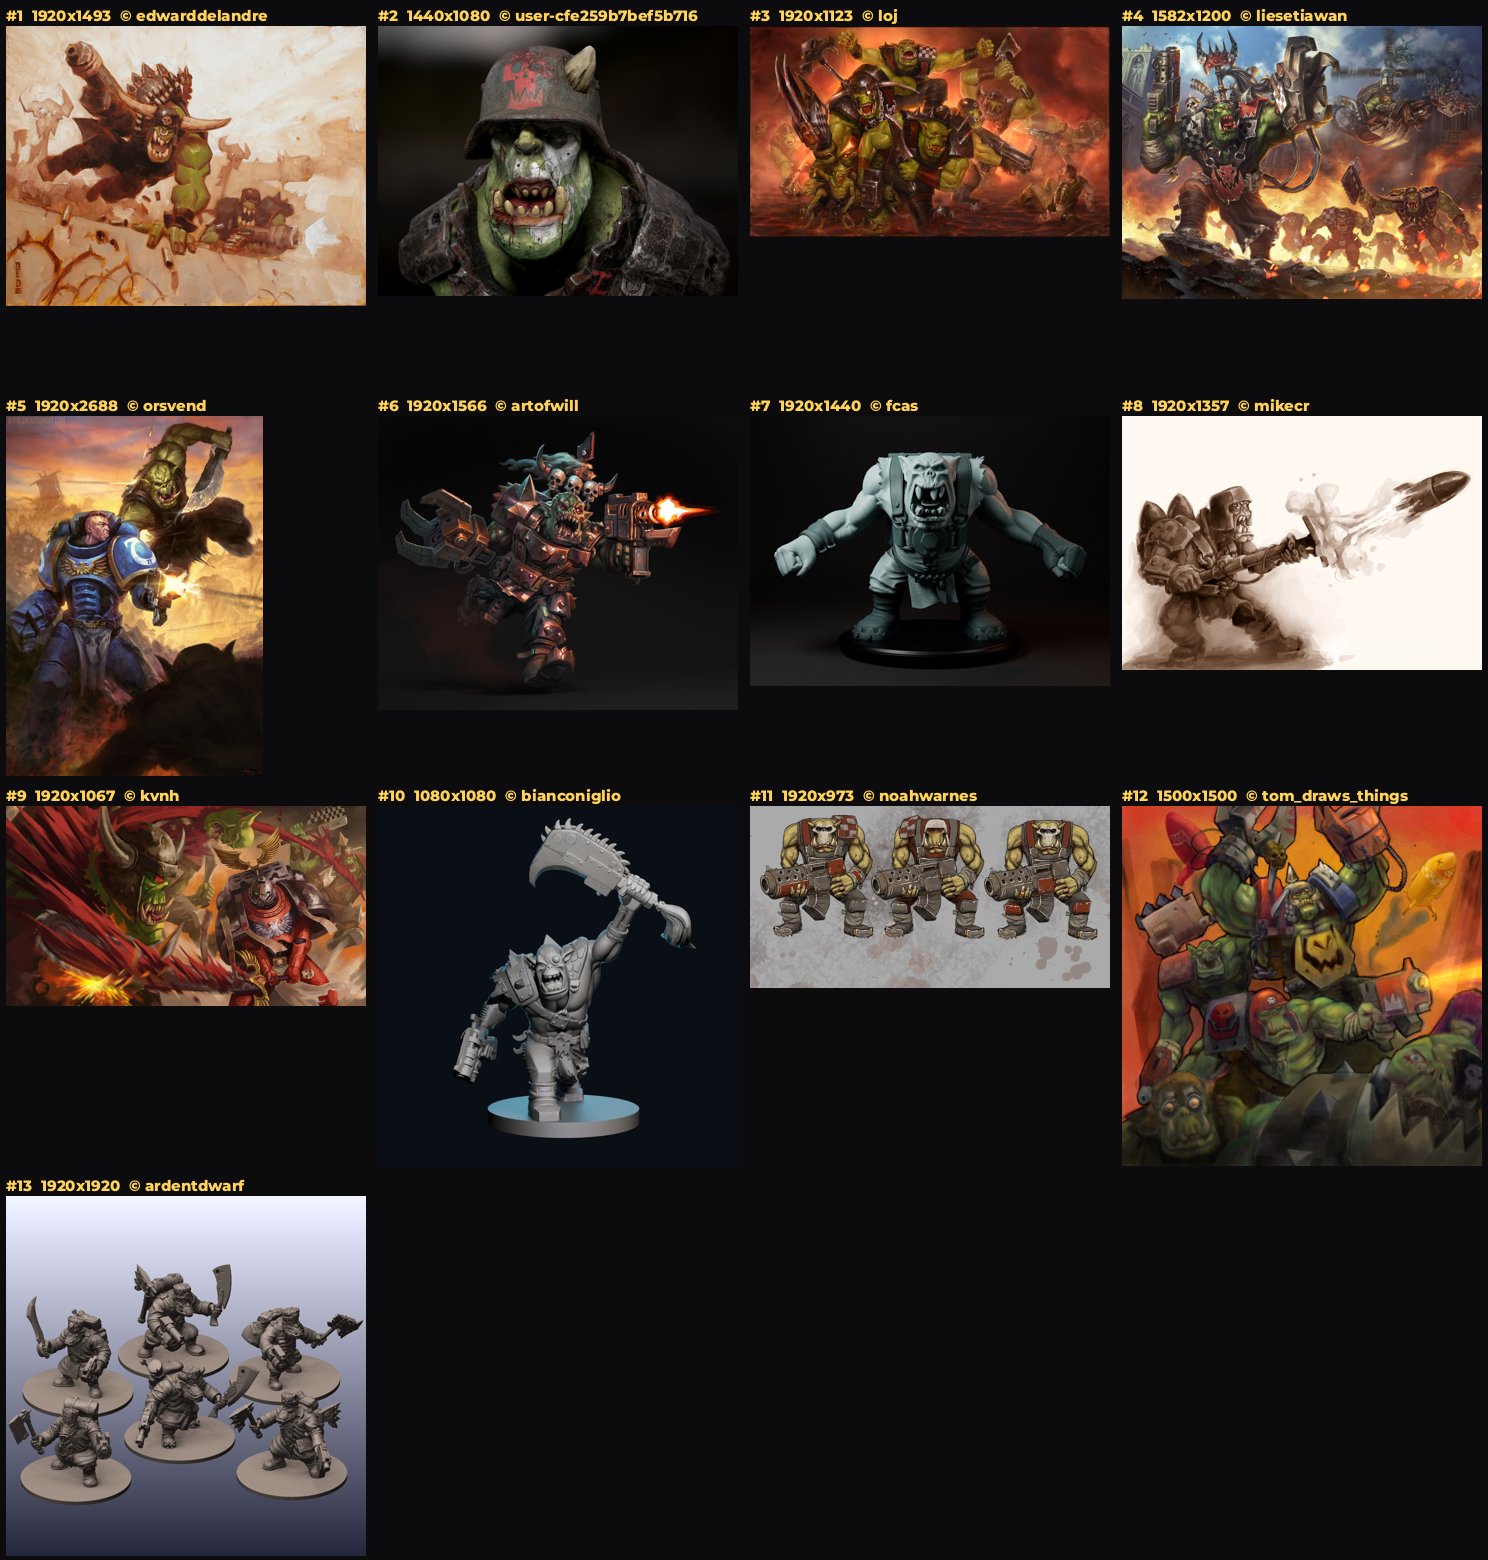 #1 1920x1493 © edwarddelandre
#2 1440x1080 © user-cfe259b7bef5b716
#3 1920x1123 © loj
#4 1582x1200 © liesetiawan
#5 1920x2688 © orsvend
#6 1920x1566 © artofwill
#7 1920x1440 © fcas
#8 1920x1357 © mikecr
#9 1920x1067 © kvnh
#10 1080x1080 © bianconiglio
#11 1920x973 © noahwarnes
#12 1500x1500 © tom_draws_things
#13 1920x1920 © ardentdwarf